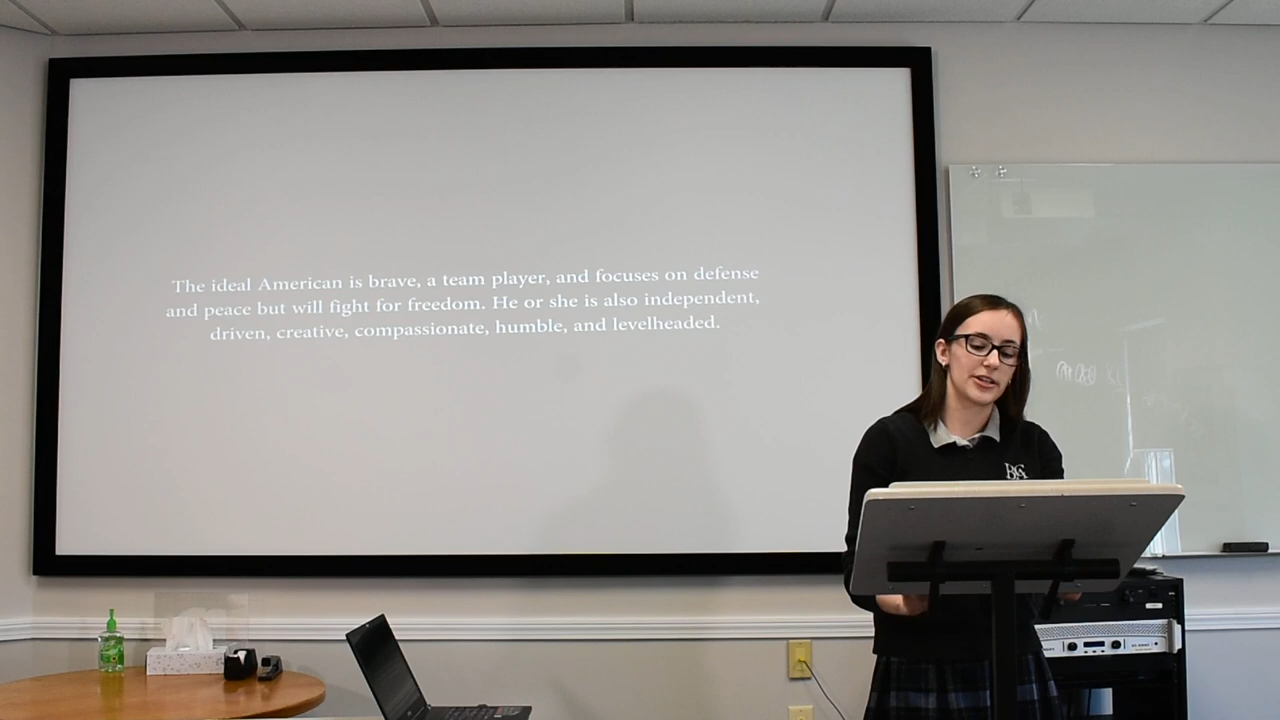 The ideal American is brave, a team player, and focuses on defense
and peace but will fight for freedom. He or she is also independent,
driven, creative, compassionate, humble, and levelheaded.
BCA